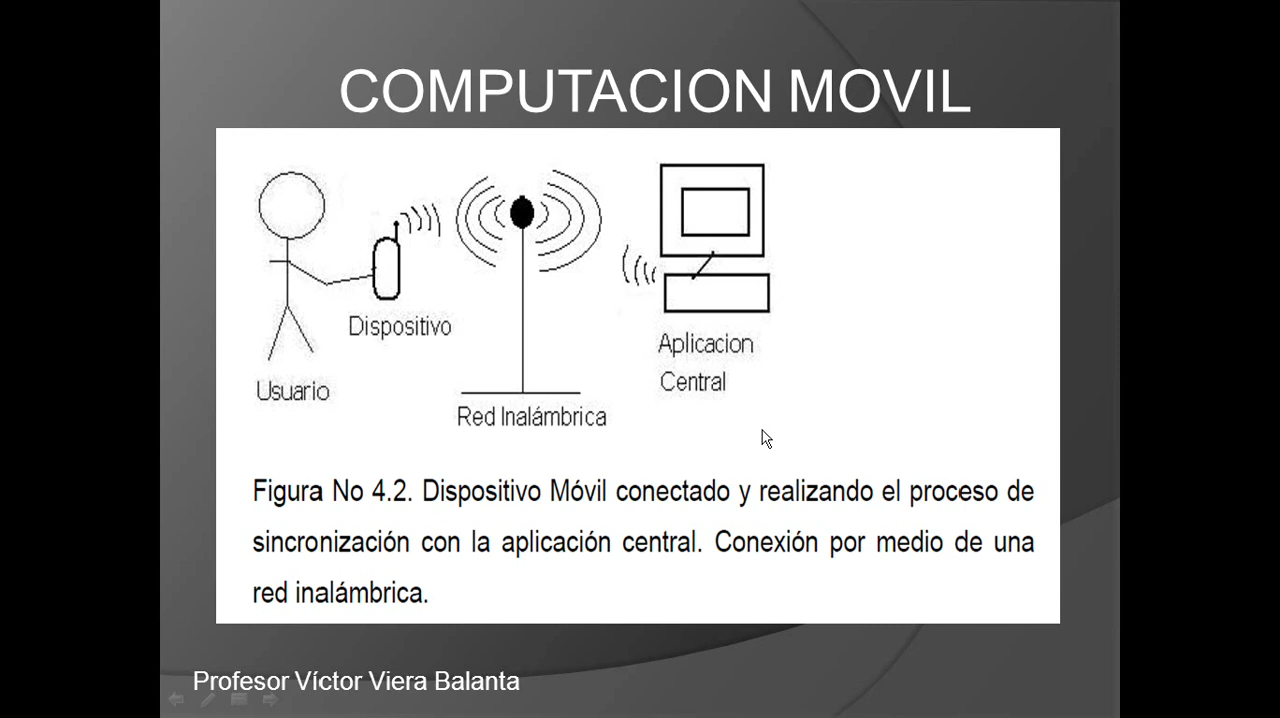 COMPUTACION MOVIL
Dispositivo
Usuario
Red Inalámbrica
Aplicacion
Central
Figura No 4.2. Dispositivo Móvil conectado y realizando el proceso de
sincronización con la aplicación central. Conexión por medio de una
red inalámbrica.
Profesor Víctor Viera Balanta